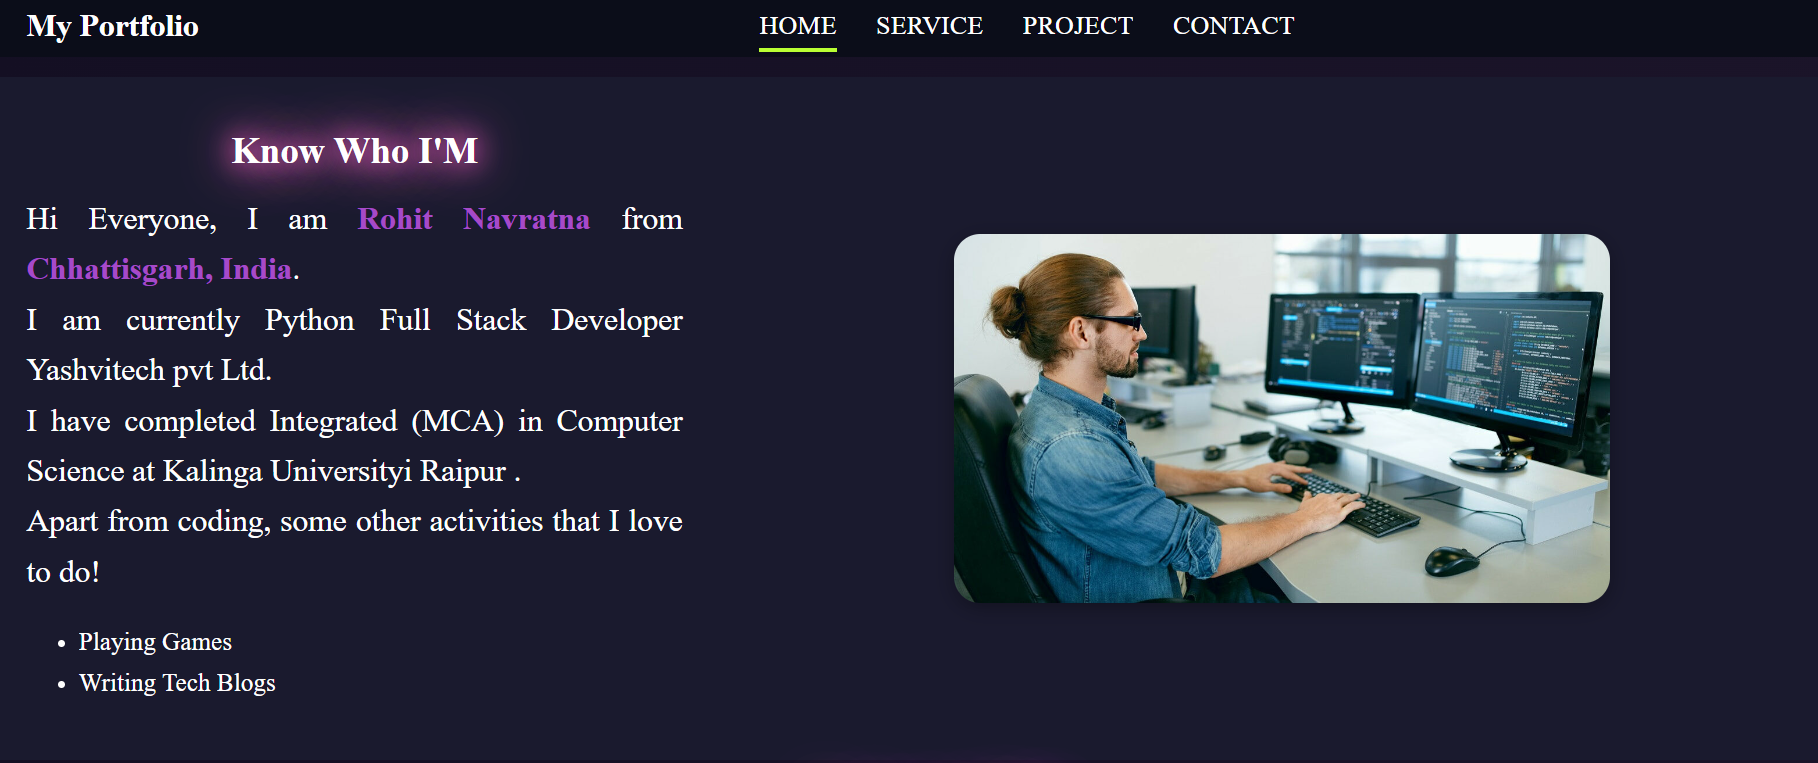 My Portfolio
HOME SERVICE PROJECT CONTACT
Know Who I'M
Hi Everyone, I am Rohit Navratna from
Chhattisgarh, India.
I am currently Python Full Stack Developer
Yashvitech pvt Ltd.
I have completed Integrated (MCA) in Computer
Science at Kalinga Universityi Raipur .
Apart from coding, some other activities that I love
to do!
• Playing Games
• Writing Tech Blogs